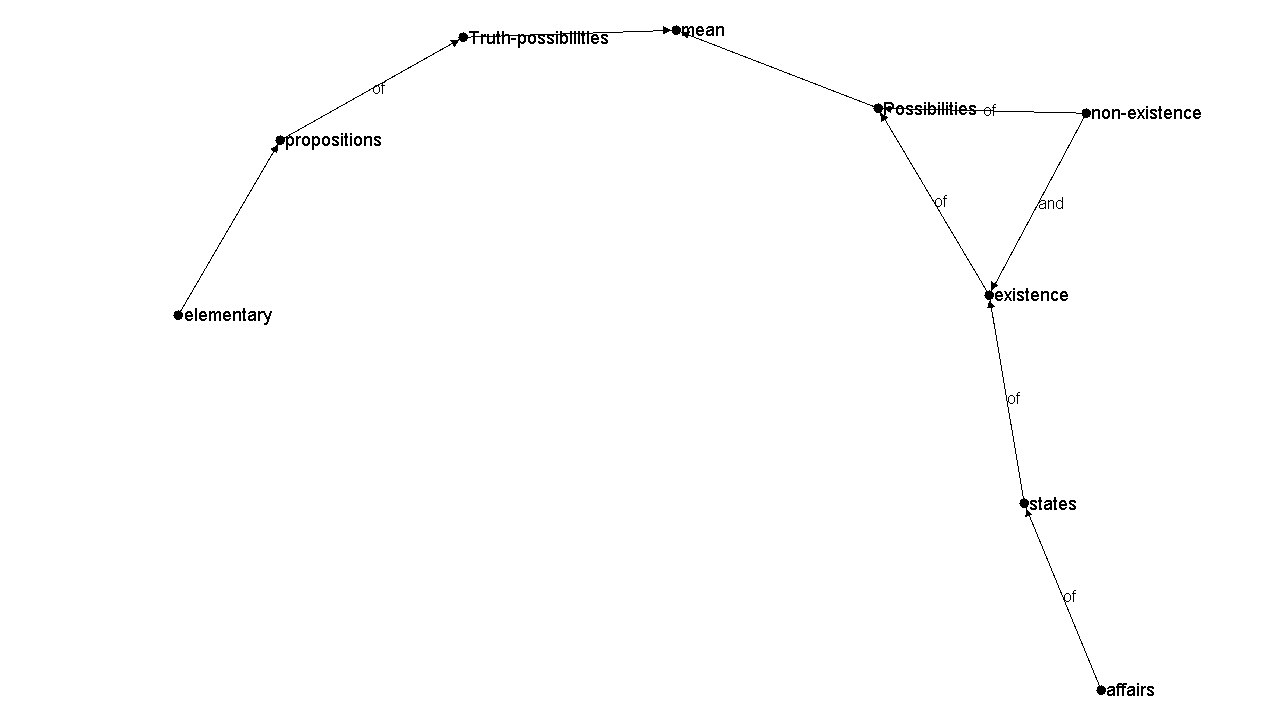 mean
Truth-possibilities
of
propositions
Possibilities
of
non-existence
of
and
existence
elementary
of
states
of
affairs